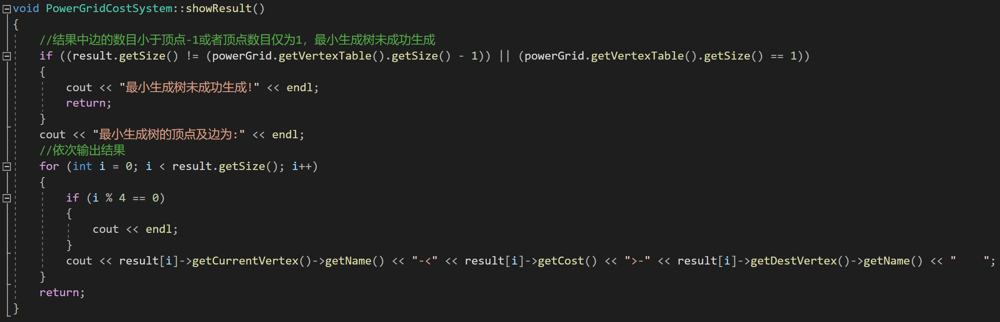 void PowerGridCostSystem::showResult()
{
    //结果中边的数目小于顶点-1或者顶点数目仅为1，最小生成树未成功生成
    if ((result.getSize() != (powerGrid.getVertexTable().getSize() - 1)) || (powerGrid.getVertexTable().getSize() == 1))
    {
        cout << "最小生成树未成功生成!" << endl;
        return;
    }
    cout << "最小生成树的顶点及边为:" << endl;
    //依次输出结果
    for (int i = 0; i < result.getSize(); i++)
    {
        if (i % 4 == 0)
        {
            cout << endl;
        }
        cout << result[i]->getCurrentVertex()->getName() << "-<" << result[i]->getCost() << ">-" << result[i]->getDestVertex()->getName() << "    ";
    }
    return;
}